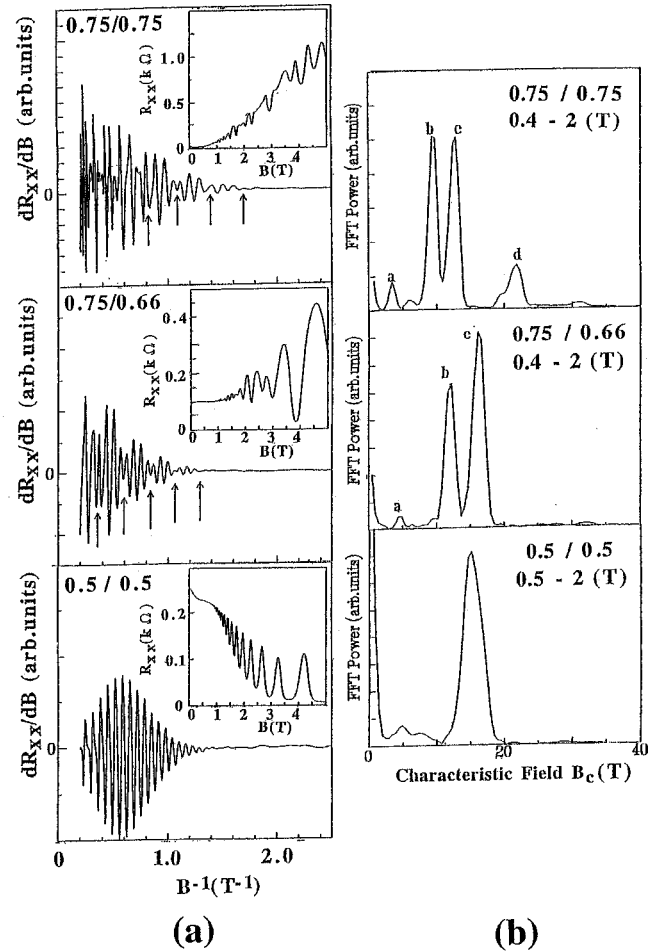 0.75/0.75
dRxx/dB (arb.units)
0
Rxx(kΩ)
1.0
0.5
0
0 1 2 3 4
B(T)
0.75/0.66
dRxx/dB (arb.units)
0
Rxx(kΩ)
0.4
0.2
0
0 1 2 3 4
B(T)
0.5 / 0.5
dRxx/dB (arb.units)
0
Rxx(kΩ)
0.2
0.1
0
0 1 2 3 4
B(T)
0 1.0 2.0
B-1(T-1)
(a)
FFT Power (arb.units)
0.75 / 0.75
0.4 - 2 (T)
a
b
c
d
FFT Power (arb.units)
0.75 / 0.66
0.4 - 2 (T)
a
b
c
FFT Power (arb.units)
0.5 / 0.5
0.5 - 2 (T)
0 20 40
Characteristic Field Bc(T)
(b)